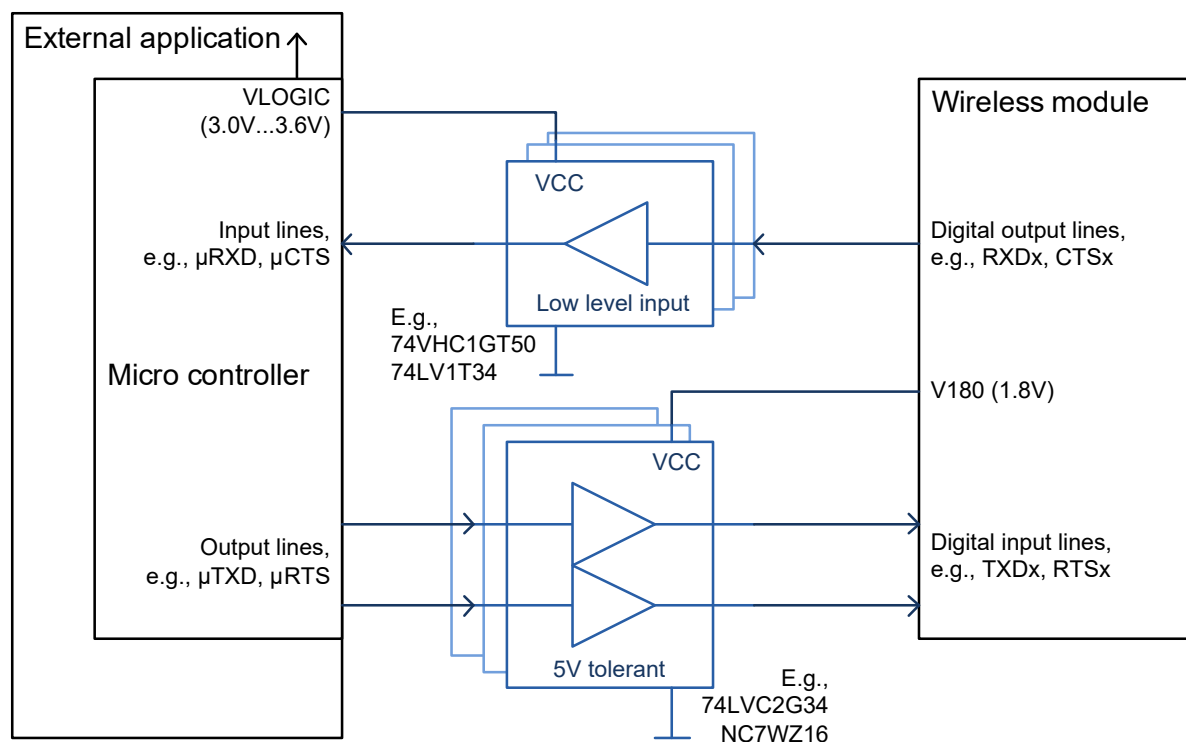 External application
VLOGIC
(3.0V...3.6V)
Wireless module
VCC
Input lines,
e.g., µRXD, µCTS
Digital output lines,
e.g., RXDx, CTSx
Low level input
E.g.,
74VHC1GT50
74LV1T34
Micro controller
V180 (1.8V)
VCC
Output lines,
e.g., µTXD, µRTS
Digital input lines,
e.g., TXDx, RTSx
5V tolerant
E.g.,
74LVC2G34
NC7WZ16